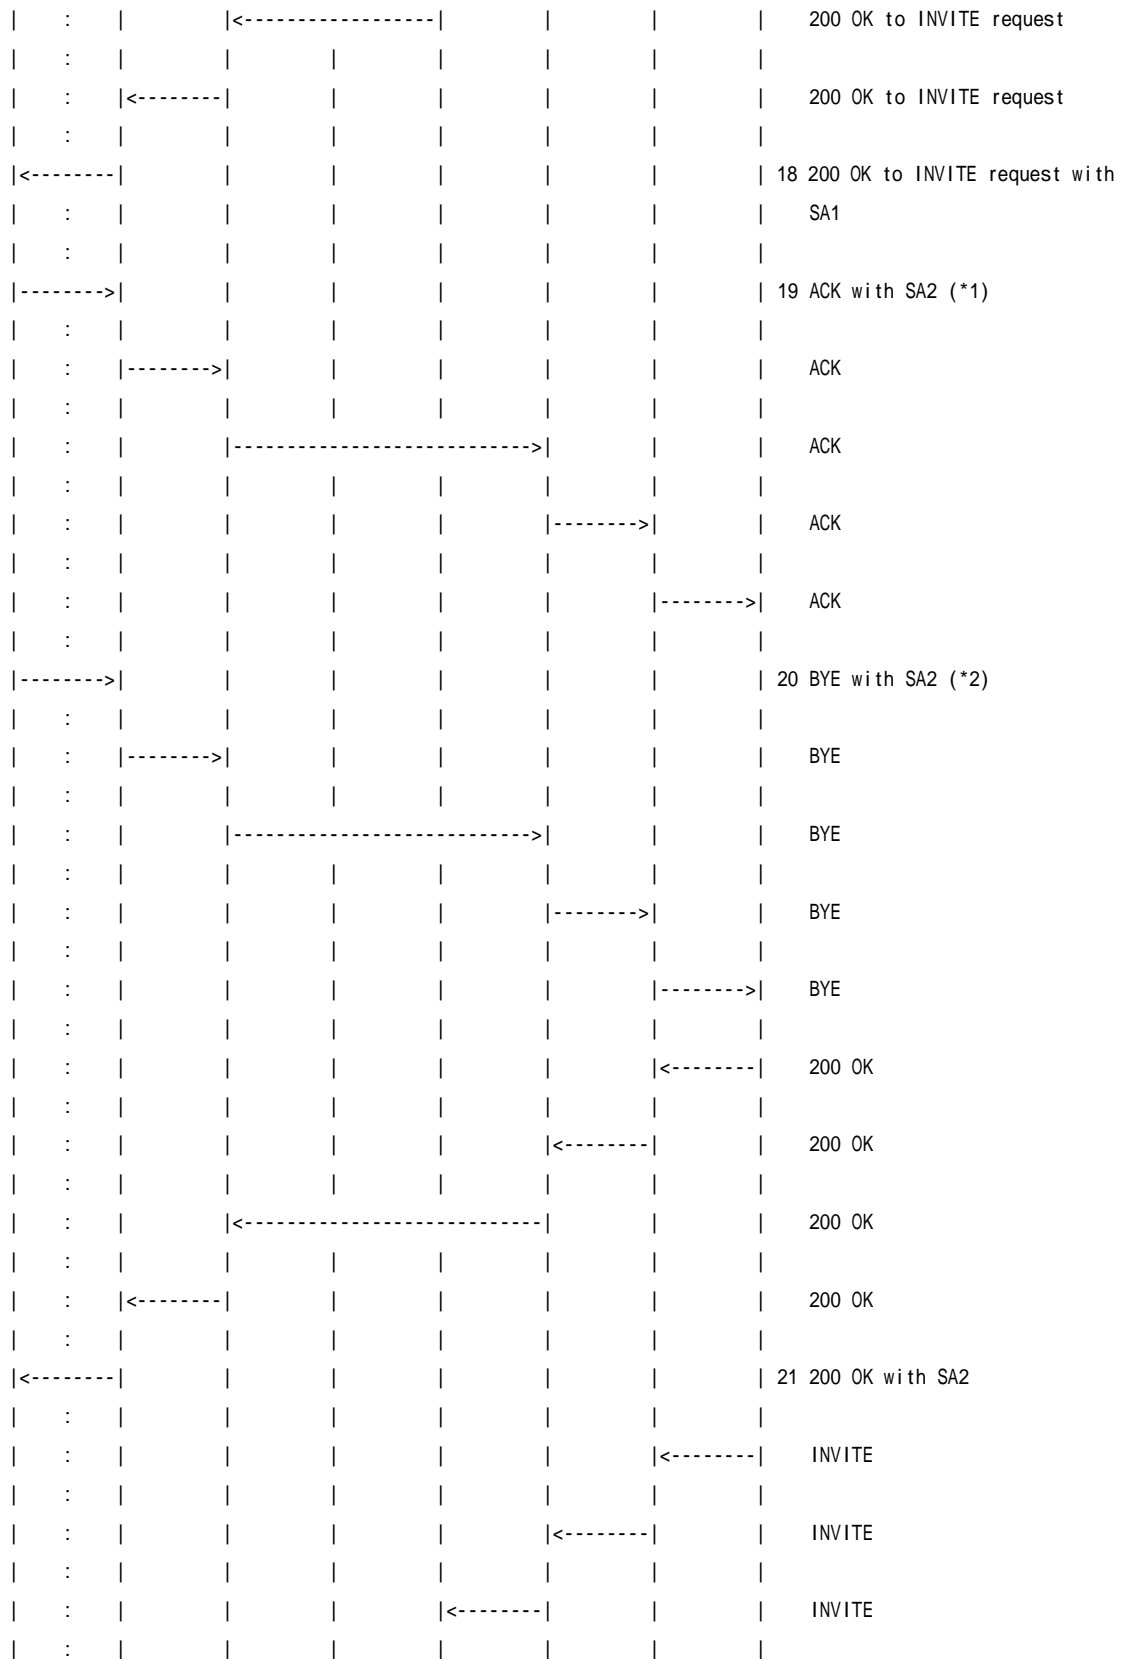 |    :    |         |<------------------|         |         |         |    200 OK to INVITE request
|    :    |         |         |         |         |         |         |
|    :    |<--------|         |         |         |         |         |    200 OK to INVITE request
|    :    |         |         |         |         |         |         |
|<--------|         |         |         |         |         |         | 18 200 OK to INVITE request with
|    :    |         |         |         |         |         |         |    SA1
|    :    |         |         |         |         |         |         |
|-------->|         |         |         |         |         |         | 19 ACK with SA2 (*1)
|    :    |         |         |         |         |         |         |
|    :    |-------->|         |         |         |         |         |    ACK
|    :    |         |         |         |         |         |         |
|    :    |         |---------------------------->|         |         |    ACK
|    :    |         |         |         |         |         |         |
|    :    |         |         |         |         |-------->|         |    ACK
|    :    |         |         |         |         |         |         |
|    :    |         |         |         |         |         |-------->|    ACK
|    :    |         |         |         |         |         |         |
|-------->|         |         |         |         |         |         | 20 BYE with SA2 (*2)
|    :    |         |         |         |         |         |         |
|    :    |-------->|         |         |         |         |         |    BYE
|    :    |         |         |         |         |         |         |
|    :    |         |---------------------------->|         |         |    BYE
|    :    |         |         |         |         |         |         |
|    :    |         |         |         |         |-------->|         |    BYE
|    :    |         |         |         |         |         |         |
|    :    |         |         |         |         |         |-------->|    BYE
|    :    |         |         |         |         |         |         |
|    :    |         |         |         |         |         |<--------|    200 OK
|    :    |         |         |         |         |         |         |
|    :    |         |         |         |         |<--------|         |    200 OK
|    :    |         |         |         |         |         |         |
|    :    |         |<----------------------------|         |         |    200 OK
|    :    |         |         |         |         |         |         |
|    :    |<--------|         |         |         |         |         |    200 OK
|    :    |         |         |         |         |         |         |
|<--------|         |         |         |         |         |         | 21 200 OK with SA2
|    :    |         |         |         |         |         |         |
|    :    |         |         |         |         |         |<--------|    INVITE
|    :    |         |         |         |         |         |         |
|    :    |         |         |         |         |<--------|         |    INVITE
|    :    |         |         |         |         |         |         |
|    :    |         |         |         |<--------|         |         |    INVITE
|    :    |         |         |         |         |         |         |